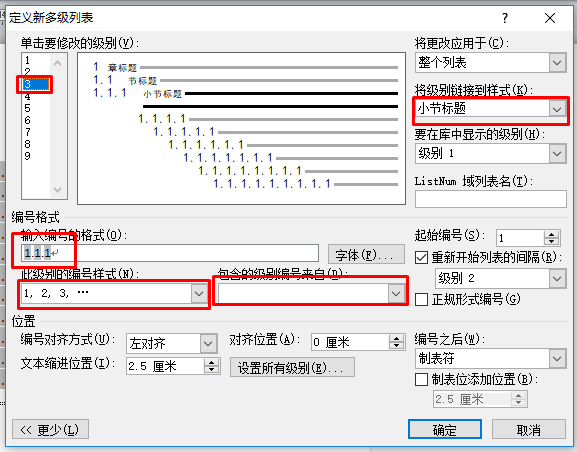 定义新多级列表
单击要修改的级别(V):
将更改应用于(C):
1
2
3
4
5
6
7
8
9
1 章标题
1.1 节标题
1.1.1 小节标题
1.1.1.1
1.1.1.1.1
1.1.1.1.1.1
1.1.1.1.1.1.1
1.1.1.1.1.1.1.1
整个列表
将级别链接到样式(K):
小节标题
要在库中显示的级别(H):
级别 1
ListNum 域列表名(T):
编号格式
输入编号的格式(O):
1.1.1↵
字体(F)...
起始编号(S): 1
重新开始列表的间隔(R):
此级别的编号样式(N):
包含的级别编号来自(D):
级别 2
1, 2, 3, …
正规形式编号(G)
位置
编号对齐方式(U): 左对齐
对齐位置(A): 0 厘米
编号之后(W):
制表符
文本缩进位置(I): 2.5 厘米
设置所有级别(E)...
制表位添加位置(B):
2.5 厘米
<< 更少(L)
确定
取消